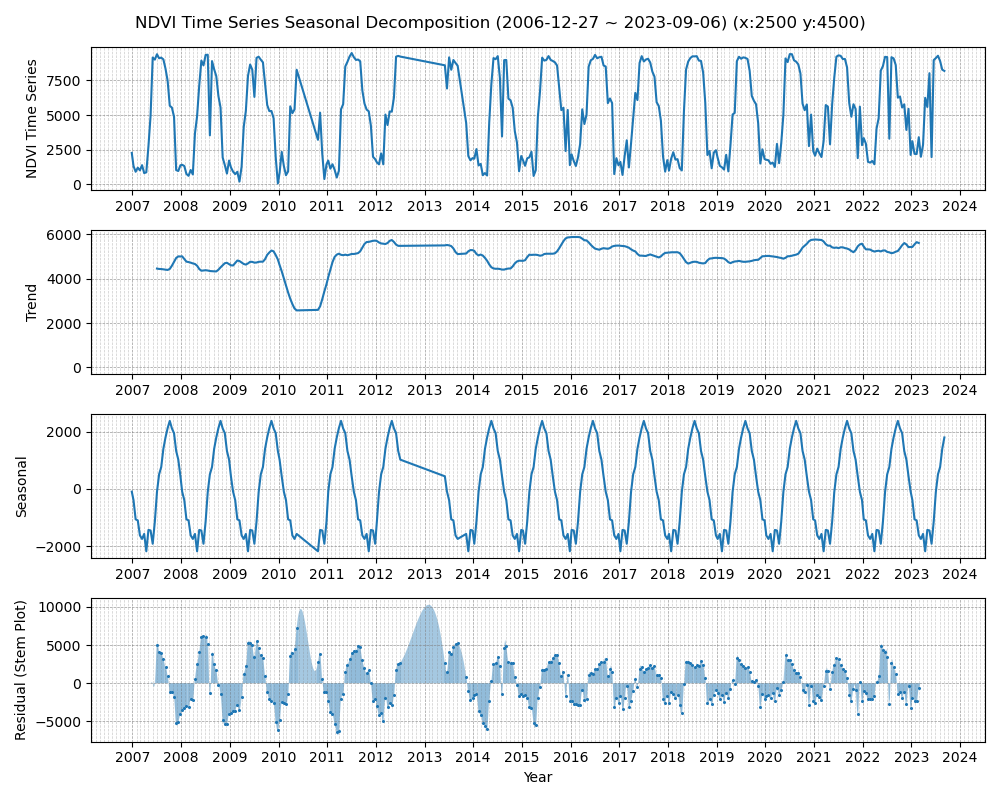 NDVI Time Series Seasonal Decomposition (2006-12-27 ~ 2023-09-06) (x:2500 y:4500)
NDVI Time Series
7500
5000
2500
0
2007 2008 2009 2010 2011 2012 2013 2014 2015 2016 2017 2018 2019 2020 2021 2022 2023 2024
Trend
6000
4000
2000
0
2007 2008 2009 2010 2011 2012 2013 2014 2015 2016 2017 2018 2019 2020 2021 2022 2023 2024
Seasonal
2000
0
−2000
2007 2008 2009 2010 2011 2012 2013 2014 2015 2016 2017 2018 2019 2020 2021 2022 2023 2024
Residual (Stem Plot)
10000
5000
0
−5000
2007 2008 2009 2010 2011 2012 2013 2014 2015 2016 2017 2018 2019 2020 2021 2022 2023 2024
Year